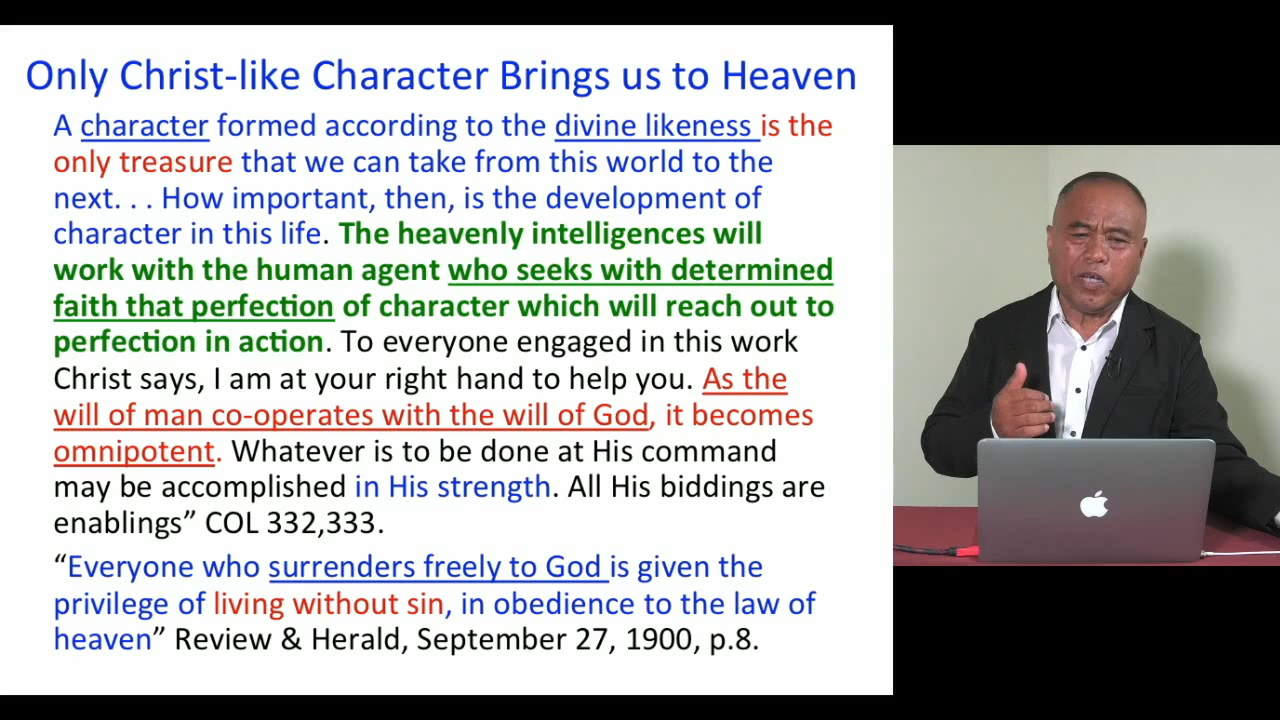 Only Christ-like Character Brings us to Heaven
A character formed according to the divine likeness is the
only treasure that we can take from this world to the
next. . . How important, then, is the development of
character in this life. The heavenly intelligences will
work with the human agent who seeks with determined
faith that perfection of character which will reach out to
perfection in action. To everyone engaged in this work
Christ says, I am at your right hand to help you. As the
will of man co-operates with the will of God, it becomes
omnipotent. Whatever is to be done at His command
may be accomplished in His strength. All His biddings are
enablings” COL 332,333.
“Everyone who surrenders freely to God is given the
privilege of living without sin, in obedience to the law of
heaven” Review & Herald, September 27, 1900, p.8.